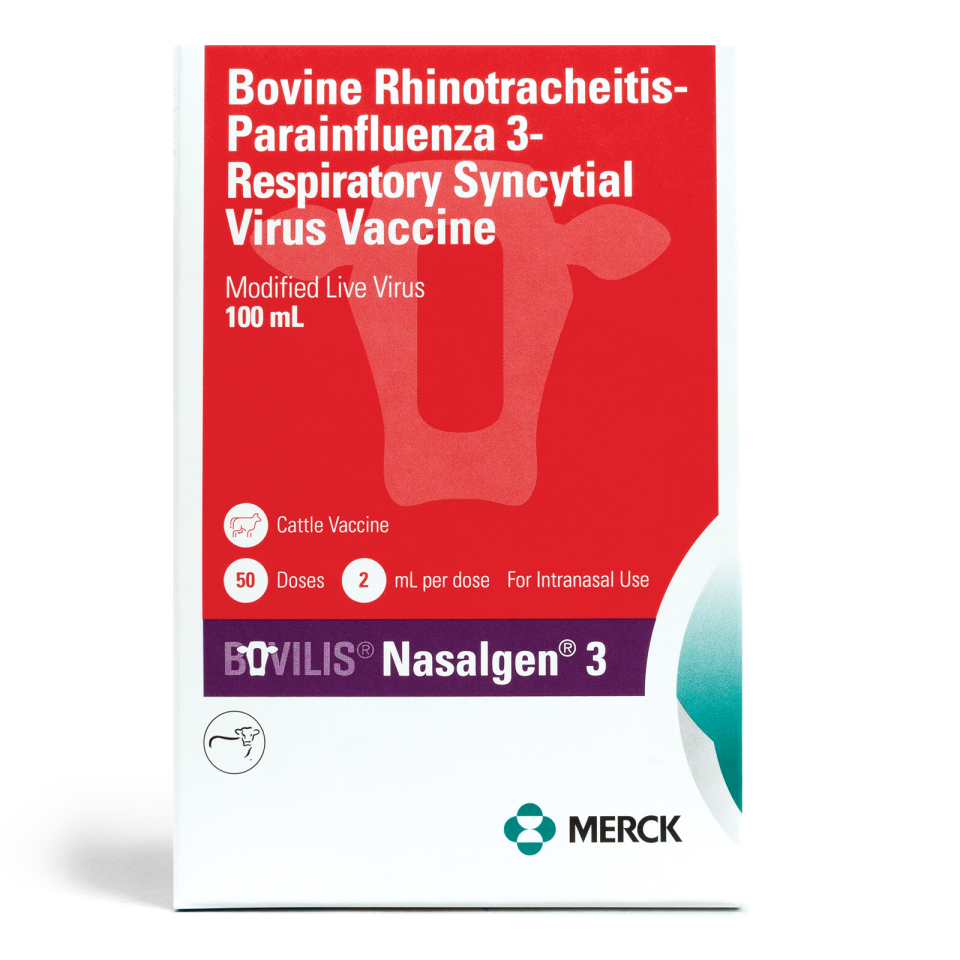 Bovine Rhinotracheitis-
Parainfluenza 3-
Respiratory Syncytial
Virus Vaccine
Modified Live Virus
100 mL
Cattle Vaccine
50 Doses 2 mL per dose For Intranasal Use
BOVILIS® Nasalgen® 3
MERCK